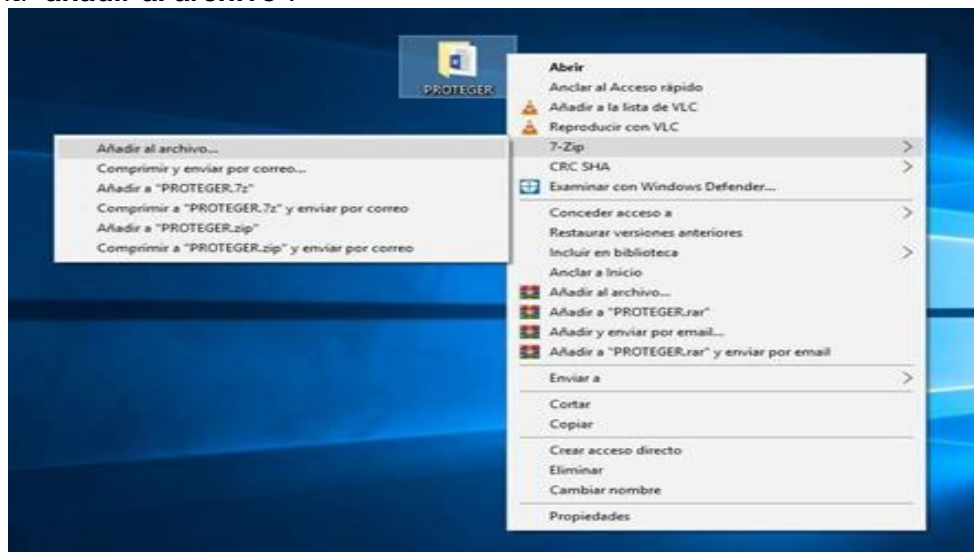 PROTEGER
Abrir
Anclar al Acceso rápido
Añadir a la lista de VLC
Reproducir con VLC
7-Zip
CRC SHA
Examinar con Windows Defender...
Conceder acceso a
Restaurar versiones anteriores
Incluir en biblioteca
Anclar a Inicio
Añadir al archivo...
Añadir a "PROTEGER.rar"
Añadir y enviar por email...
Añadir a "PROTEGER.rar" y enviar por email
Enviar a
Cortar
Copiar
Crear acceso directo
Eliminar
Cambiar nombre
Propiedades
Añadir al archivo...
Comprimir y enviar por correo...
Añadir a "PROTEGER.7z"
Comprimir a "PROTEGER.7z" y enviar por correo
Añadir a "PROTEGER.zip"
Comprimir a "PROTEGER.zip" y enviar por correo